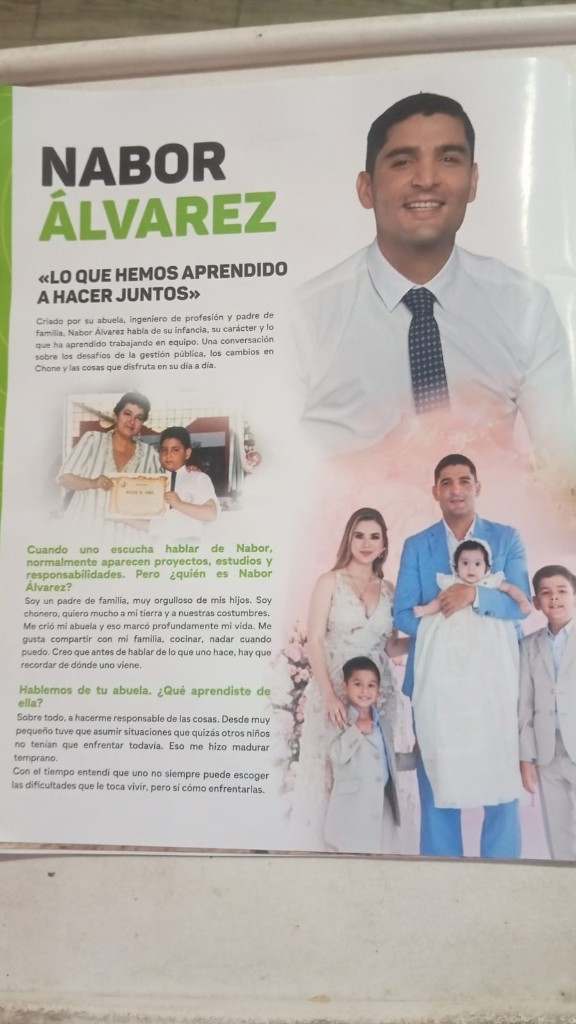 NABOR
ÁLVAREZ
«LO QUE HEMOS APRENDIDO
A HACER JUNTOS»
Criado por su abuela, ingeniero de profesión y padre de
familia, Nabor Álvarez habla de su infancia, su carácter y lo
que ha aprendido trabajando en equipo. Una conversación
sobre los desafíos de la gestión pública, los cambios en
Chone y las cosas que disfruta en su día a día.
Cuando uno escucha hablar de Nabor,
normalmente aparecen proyectos, estudios y
responsabilidades. Pero ¿quién es Nabor
Álvarez?
Soy un padre de familia, muy orgulloso de mis hijos. Soy
chonero, quiero mucho a mi tierra y a nuestras costumbres.
Me crió mi abuela y eso marcó profundamente mi vida. Me
gusta compartir con mi familia, cocinar, nadar cuando
puedo. Creo que antes de hablar de lo que uno hace, hay que
recordar de dónde uno viene.
Hablemos de tu abuela. ¿Qué aprendiste de
ella?
Sobre todo, a hacerme responsable de las cosas. Desde muy
pequeño tuve que asumir situaciones que quizás otros niños
no tenían que enfrentar todavía. Eso me hizo madurar
temprano.
Con el tiempo entendí que uno no siempre puede escoger
las dificultades que le toca vivir, pero sí cómo enfrentarlas.